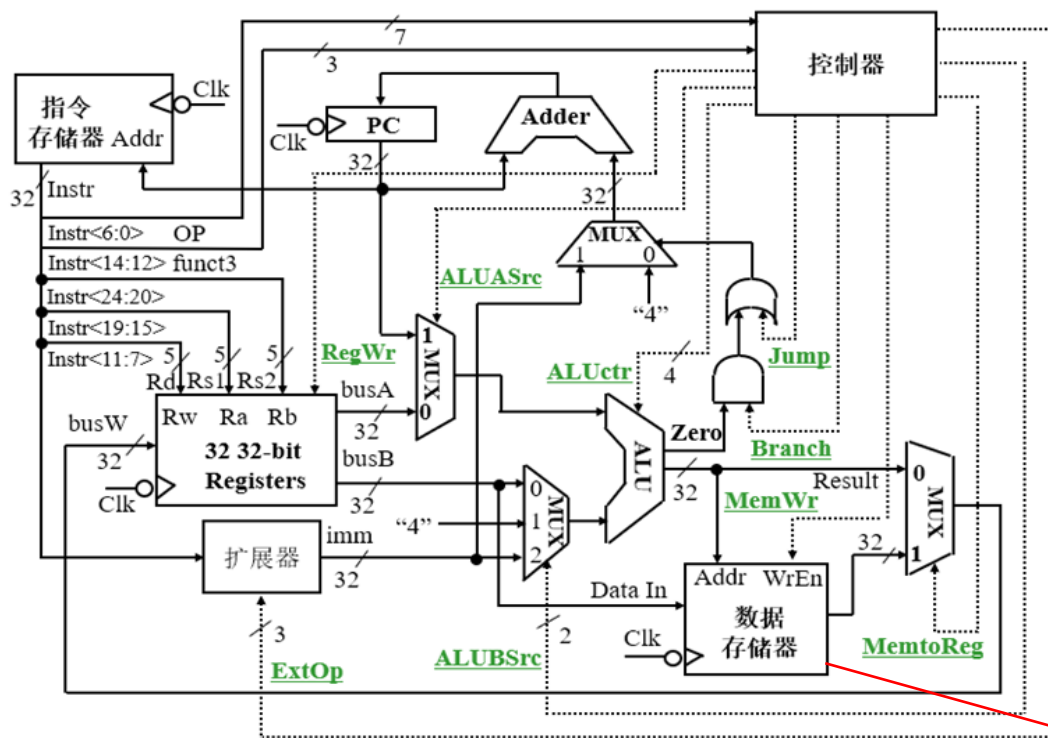 7
3
控制器
指令
存储器 Addr
Clk
PC
Clk
Adder
32
32
Instr
32
Instr<6:0> OP
Instr<14:12> funct3
Instr<24:20>
Instr<19:15>
Instr<11:7>
MUX
1 0
“4”
ALUASrc
RegWr
ALUctr
4
Jump
Branch
5 5 5
Rd Rs1 Rs2
busW
32
Rw Ra Rb
32 32-bit
Registers
Clk
busA
32
busB
32
1
MUX
0
Zero
ALU
32
Result
MemWr
0
MUX
1
32
“4”
0
1
2
MUX
扩展器
imm
32
Data In
Addr WrEn
数据
存储器
Clk
3
ExtOp
2
ALUBSrc
MemtoReg